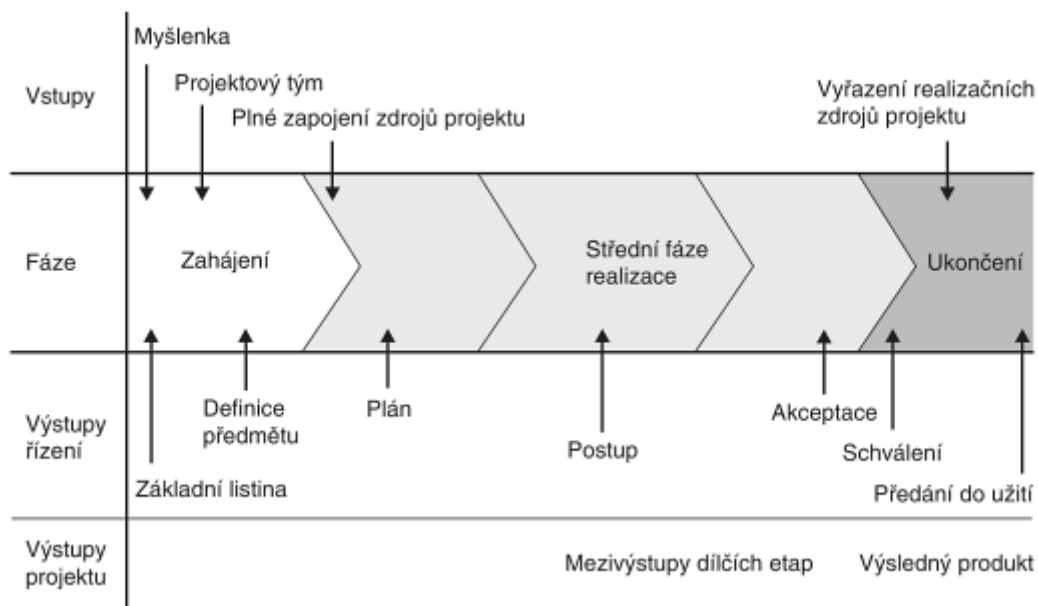 Myšlenka
Projektový tým
Plné zapojení zdrojů projektu
Vstupy
Vyřazení realizačních
zdrojů projektu
Fáze
Zahájení
Střední fáze
realizace
Ukončení
Výstupy
řízení
Definice
předmětu
Plán
Akceptace
Postup
Schválení
Základní listina
Předání do užití
Výstupy
projektu
Mezivýstupy dílčích etap
Výsledný produkt